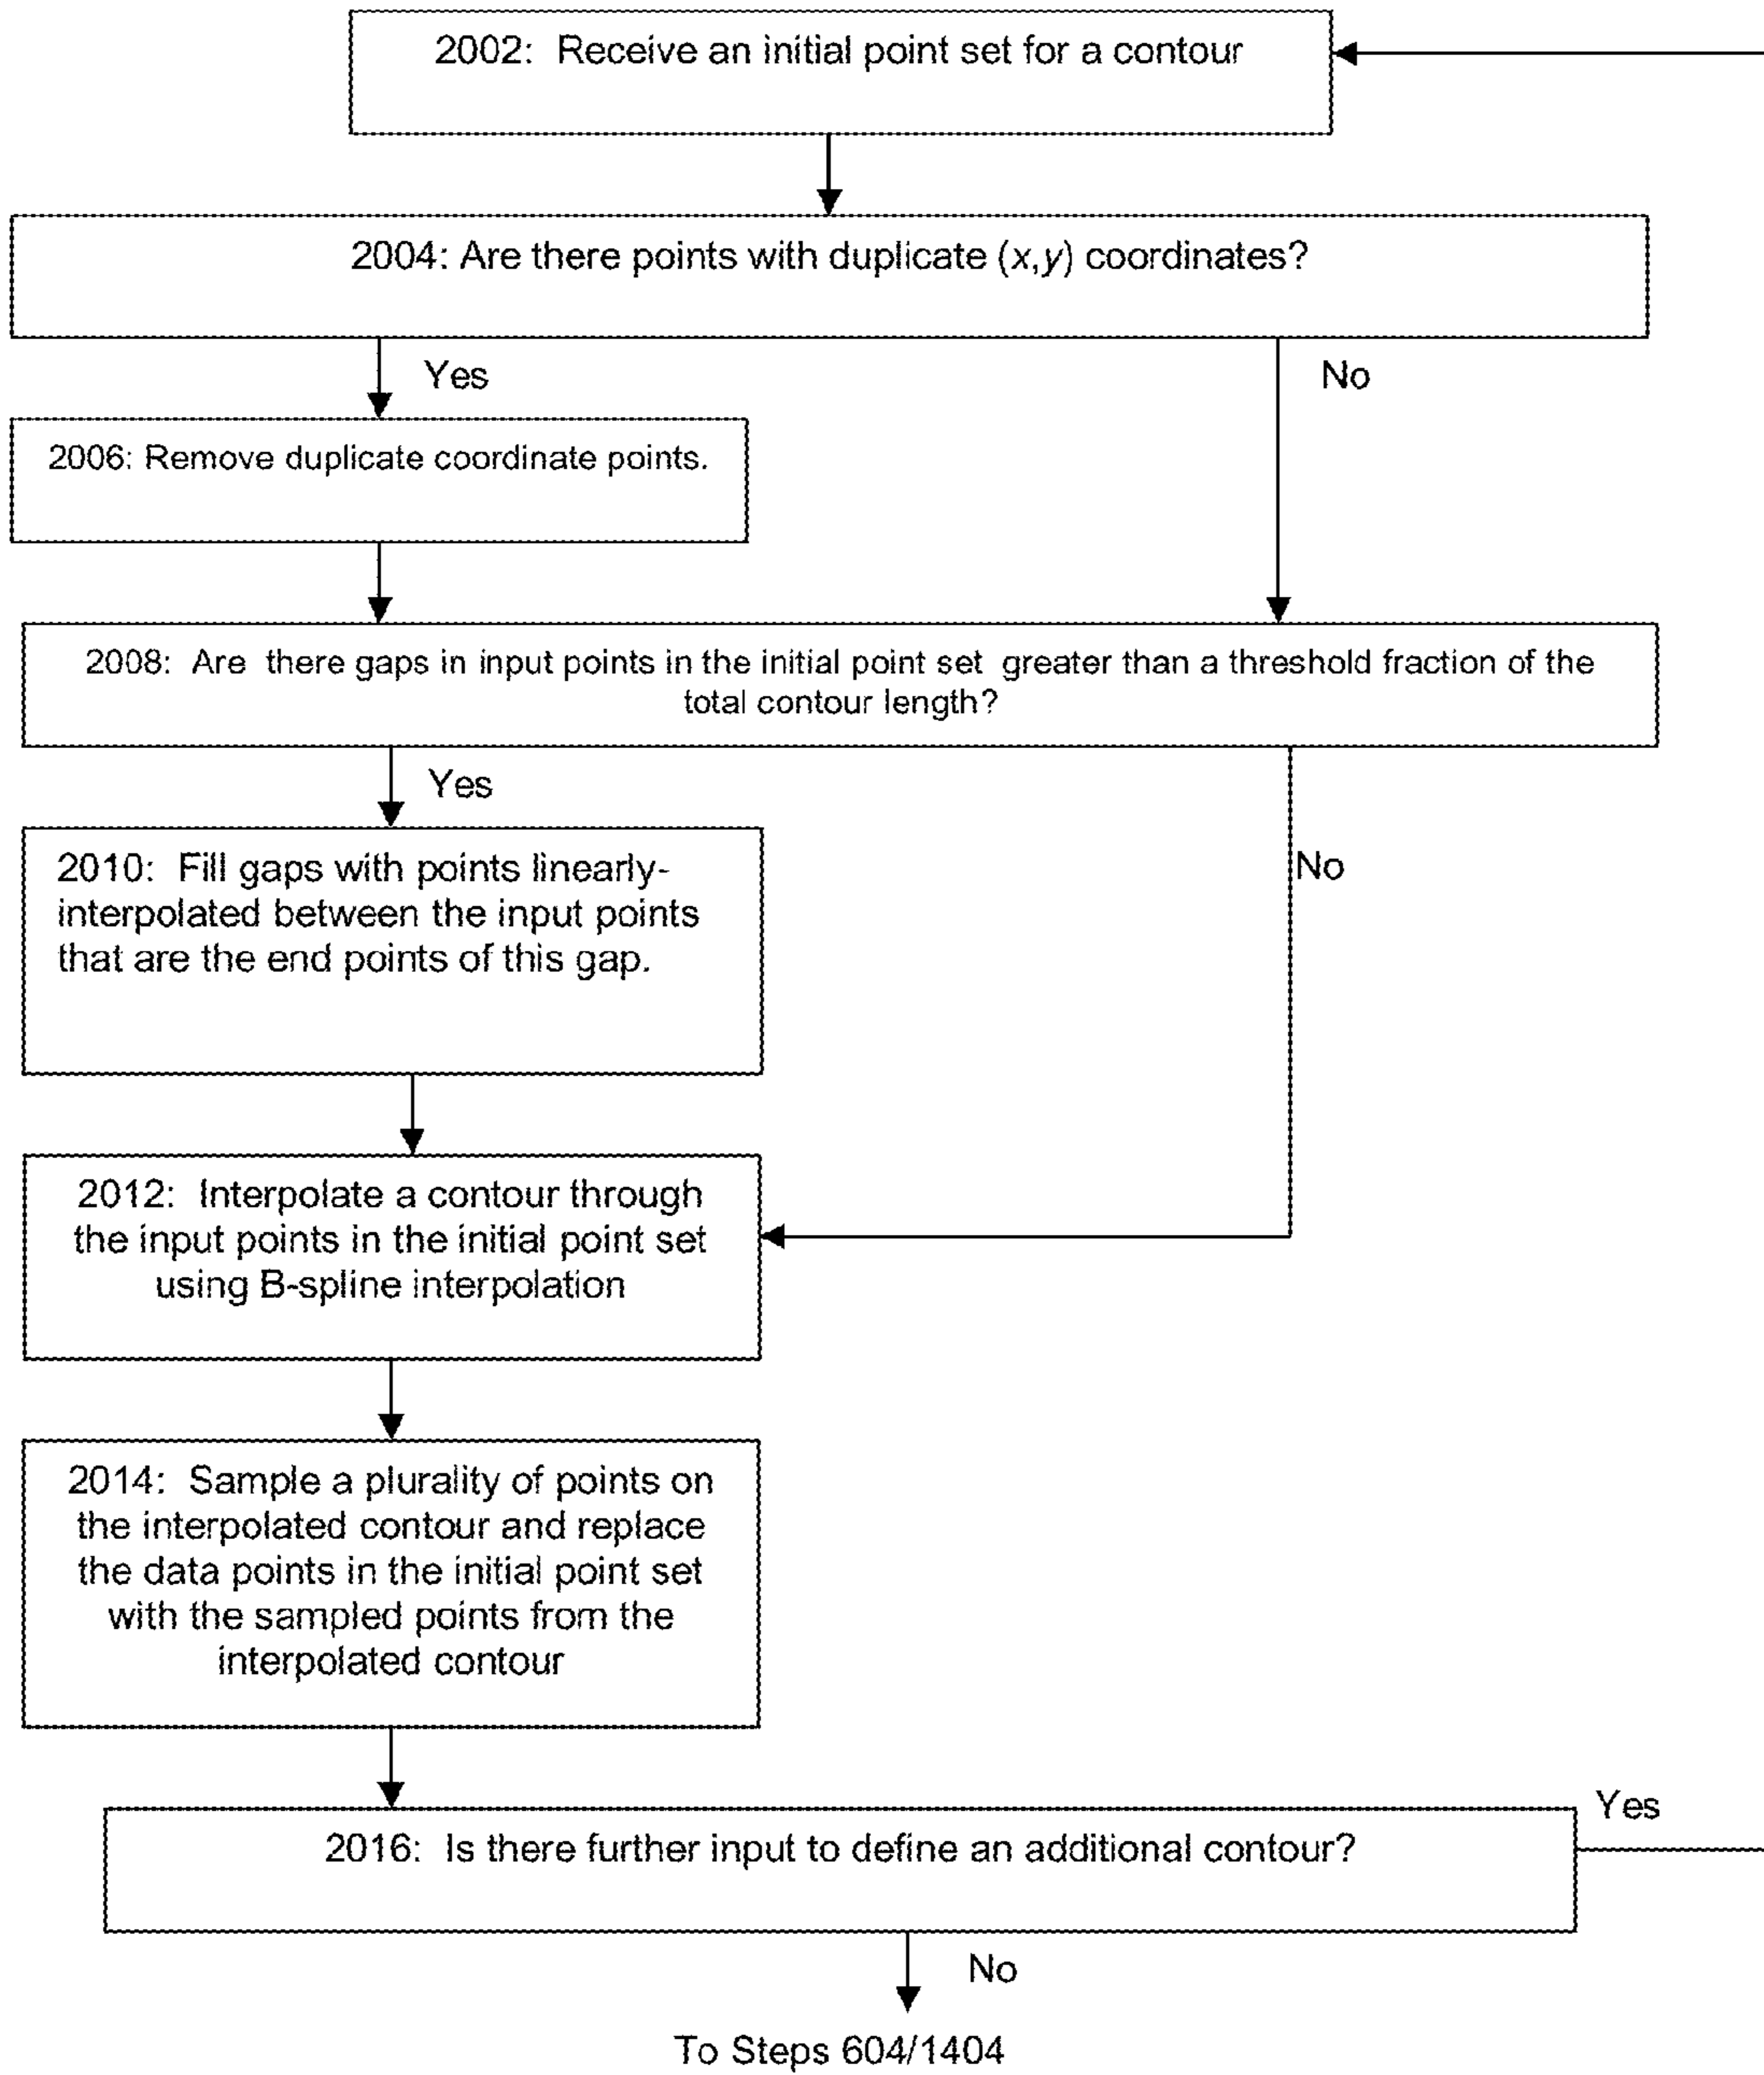 2002: Receive an initial point set for a contour
2004: Are there points with duplicate (x,y) coordinates?
Yes
No
2006: Remove duplicate coordinate points.
2008: Are there gaps in input points in the initial point set greater than a threshold fraction of the
total contour length?
Yes
No
2010: Fill gaps with points linearly-
interpolated between the input points
that are the end points of this gap.
2012: Interpolate a contour through
the input points in the initial point set
using B-spline interpolation
2014: Sample a plurality of points on
the interpolated contour and replace
the data points in the initial point set
with the sampled points from the
interpolated contour
Yes
2016: Is there further input to define an additional contour?
No
To Steps 604/1404